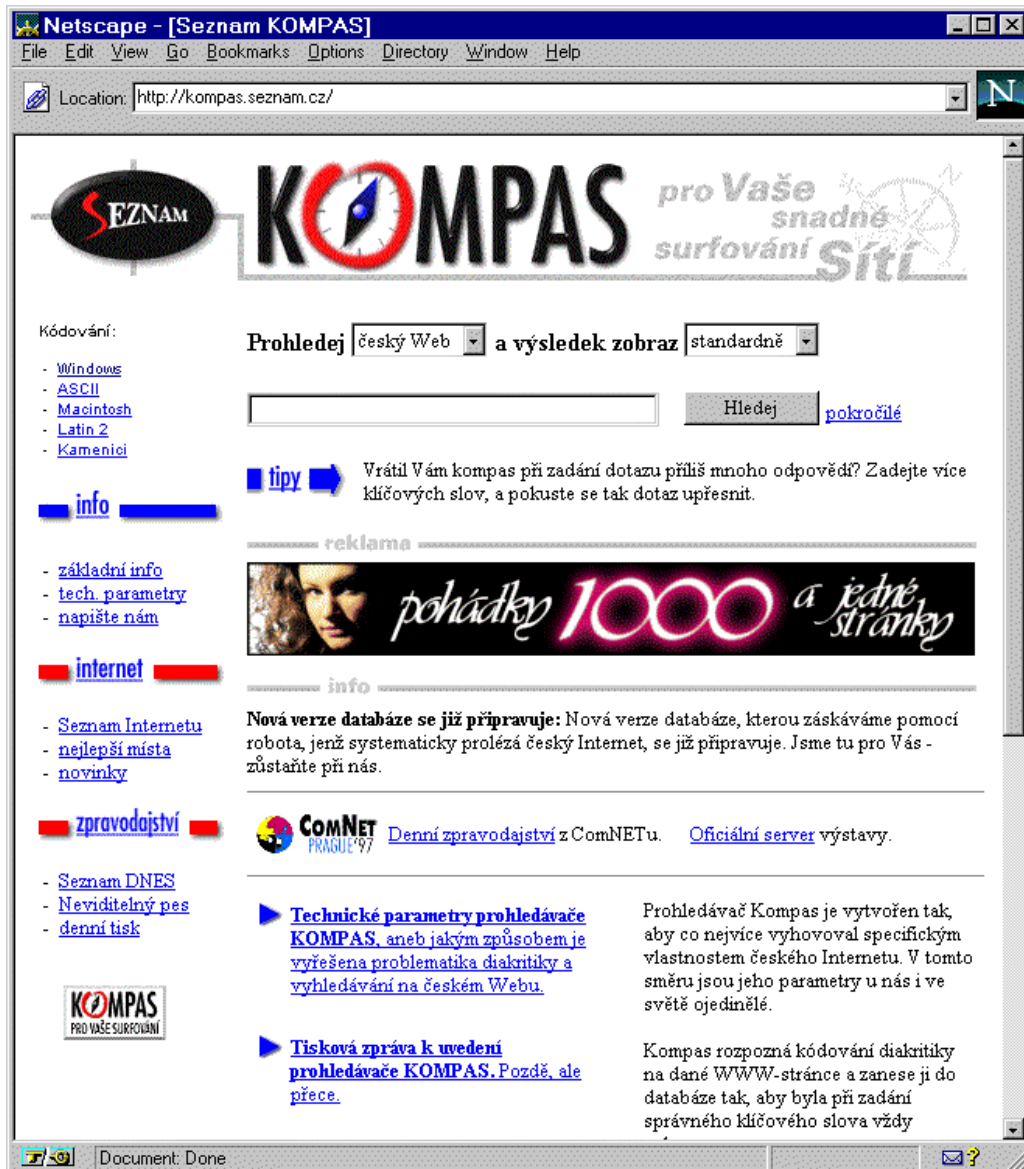 Netscape - [Seznam KOMPAS]
File Edit View Go Bookmarks Options Directory Window Help
Location: http://kompas.seznam.cz/
N
SEZNAM
KOMPAS
pro Vaše
snadné
surfování Sítí
Kódování:
- Windows
- ASCII
- Macintosh
- Latin 2
- Kamenici
Prohledej český Web a výsledek zobraz standardně
Hledej pokročilé
tipy
Vrátil Vám kompas při zadání dotazu příliš mnoho odpovědí? Zadejte více
klíčových slov, a pokuste se tak dotaz upřesnit.
info
- základní info
- tech. parametry
- napište nám
internet
- Seznam Internetu
- nejlepší místa
- novinky
zpravodajství
- Seznam DNES
- Neviditelný pes
- denní tisk
KOMPAS
PRO VAŠE SURFOVÁNÍ
reklama
pohádky 1000 a jedné
stránky
info
Nová verze databáze se již připravuje: Nová verze databáze, kterou záskáváme pomocí
robota, jenž systematicky prolézá český Internet, se již připravuje. Jsme tu pro Vás -
zůstaňte při nás.
COMNET
PRAGUE'97
Denní zpravodajství z ComNETu. Oficiální server výstavy.
Technické parametry prohledávače
KOMPAS, aneb jakým způsobem je
vyřešena problematika diakritiky a
vyhledávání na českém Webu.
Tisková zpráva k uvedení
prohledávače KOMPAS. Pozdě, ale
přece.
Prohledávač Kompas je vytvořen tak,
aby co nejvíce vyhovoval specifickým
vlastnostem českého Internetu. V tomto
směru jsou jeho parametry u nás i ve
světě ojedinělé.
Kompas rozpozná kódování diakritiky
na dané WWW-stránce a zanese ji do
databáze tak, aby byla při zadání
správného klíčového slova vždy
Document: Done